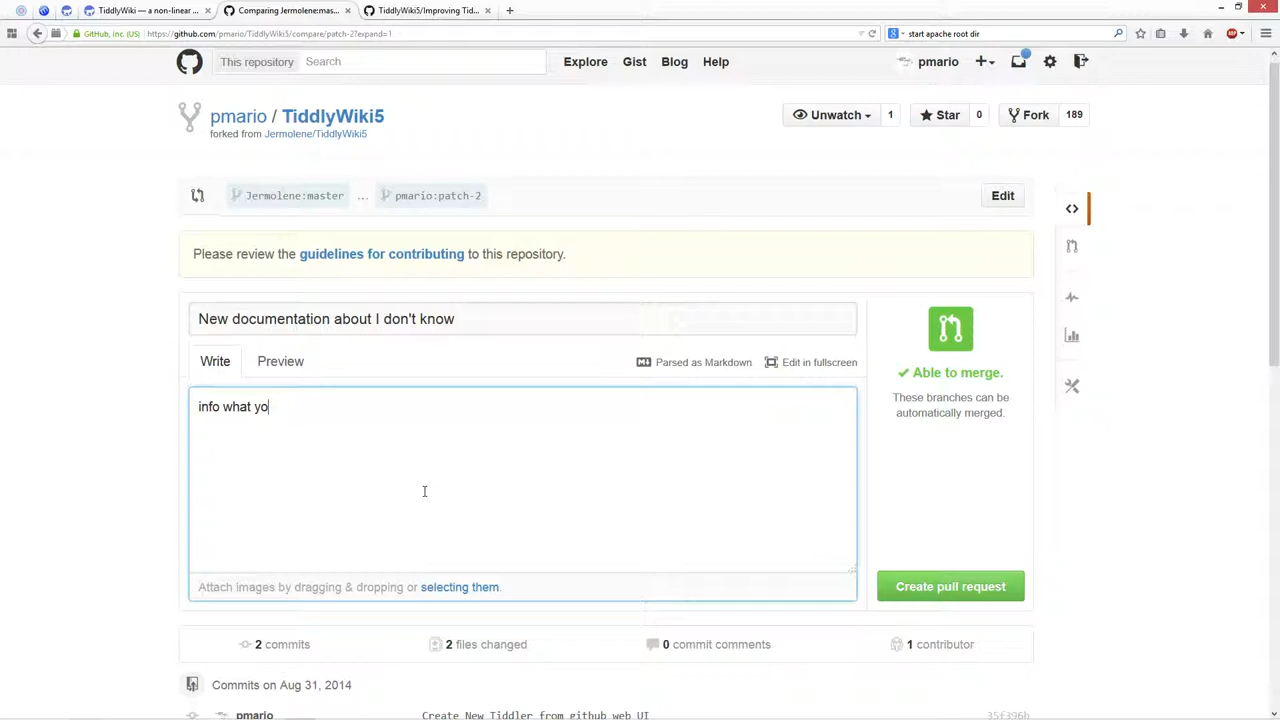 TiddlyWiki — a non-linear ...
Comparing Jermolene:mas...
TiddlyWiki5/Improving Tid...
GitHub, Inc. (US)
https://github.com/pmario/TiddlyWiki5/compare/patch-2?expand=1
start apache root dir
This repository
Search
Explore
Gist
Blog
Help
pmario
pmario / TiddlyWiki5
forked from Jermolene/TiddlyWiki5
Unwatch
1
Star
0
Fork
189
Jermolene:master
...
pmario:patch-2
Edit
Please review the guidelines for contributing to this repository.
New documentation about I don't know
Write
Preview
Parsed as Markdown
Edit in fullscreen
info what yo
Attach images by dragging & dropping or selecting them.
Able to merge.
These branches can be
automatically merged.
Create pull request
2 commits
2 files changed
0 commit comments
1 contributor
Commits on Aug 31, 2014
pmario
Create New Tiddler from github web UI
35f396b